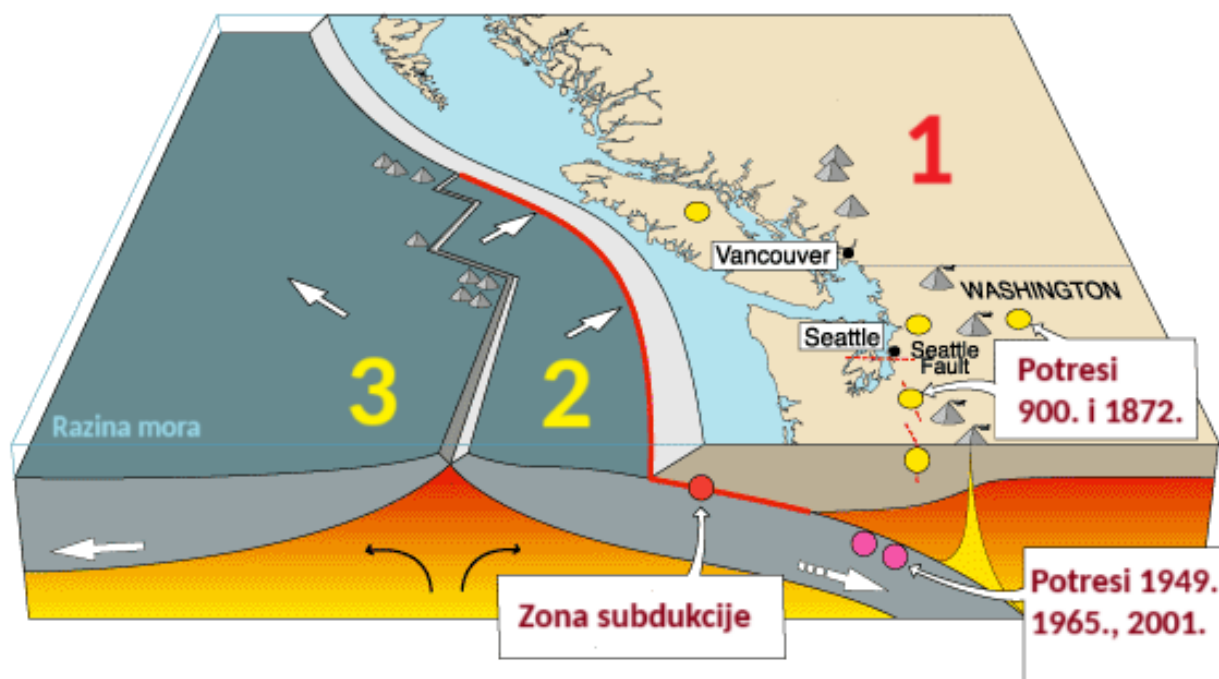 1
Vancouver
WASHINGTON
Seattle
Seattle
Fault
Potresi
900. i 1872.
3
2
Razina mora
Zona subdukcije
Potresi 1949.
1965., 2001.